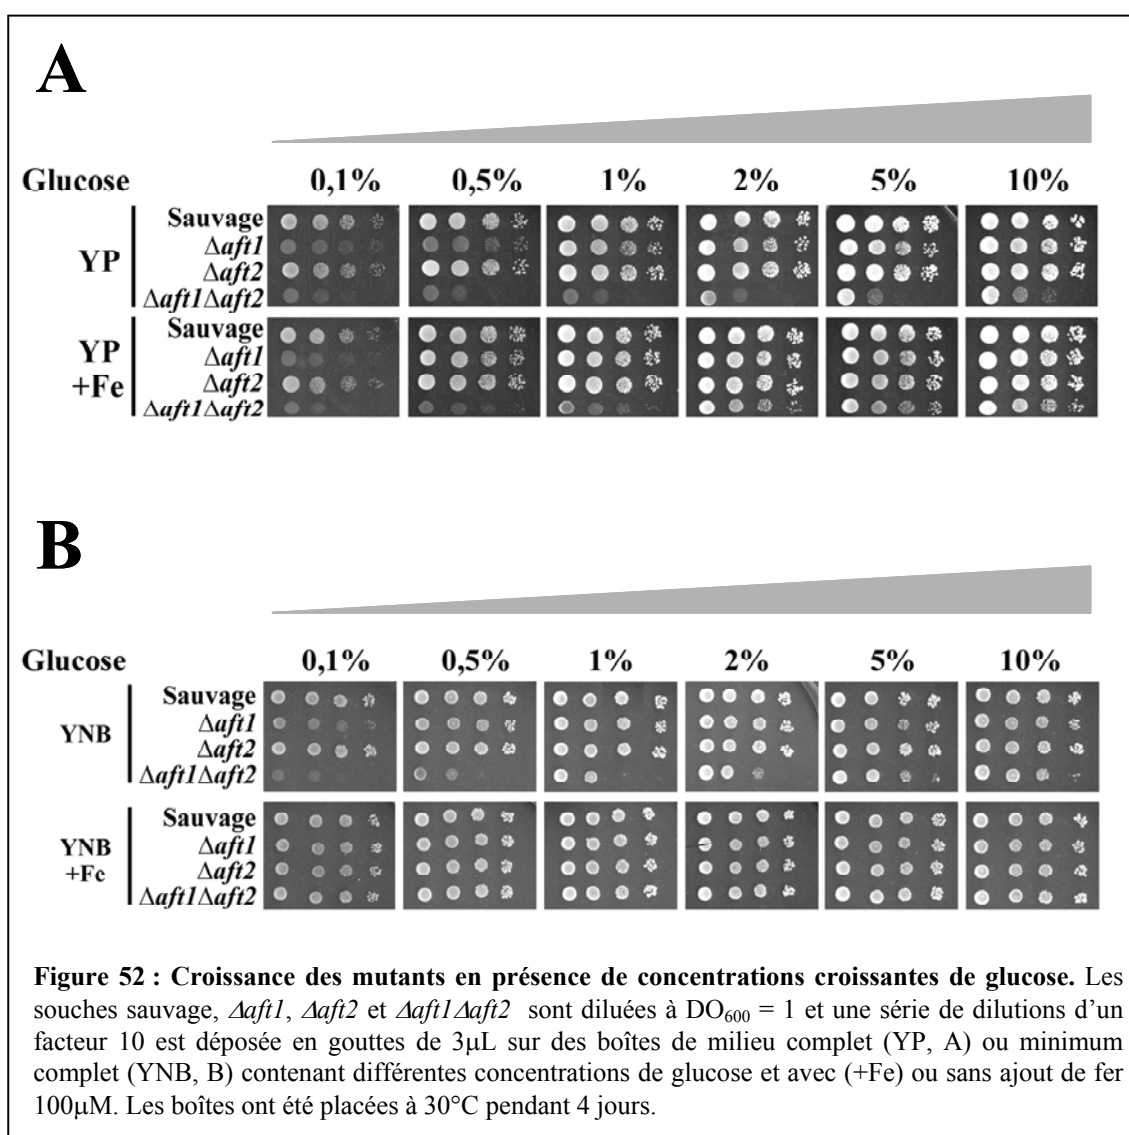 A
Glucose 0,1% 0,5% 1% 2% 5% 10%
Sauvage
Δaft1
YP
Δaft2
Δaft1Δaft2
Sauvage
YP
Δaft1
+Fe
Δaft2
Δaft1Δaft2
B
Glucose 0,1% 0,5% 1% 2% 5% 10%
Sauvage
Δaft1
YNB
Δaft2
Δaft1Δaft2
Sauvage
YNB
Δaft1
+Fe
Δaft2
Δaft1Δaft2
Figure 52 : Croissance des mutants en présence de concentrations croissantes de glucose. Les
souches sauvage, Δaft1, Δaft2 et Δaft1Δaft2 sont diluées à DO₆₀₀ = 1 et une série de dilutions d’un
facteur 10 est déposée en gouttes de 3μL sur des boîtes de milieu complet (YP, A) ou minimum
complet (YNB, B) contenant différentes concentrations de glucose et avec (+Fe) ou sans ajout de fer
100μM. Les boîtes ont été placées à 30°C pendant 4 jours.